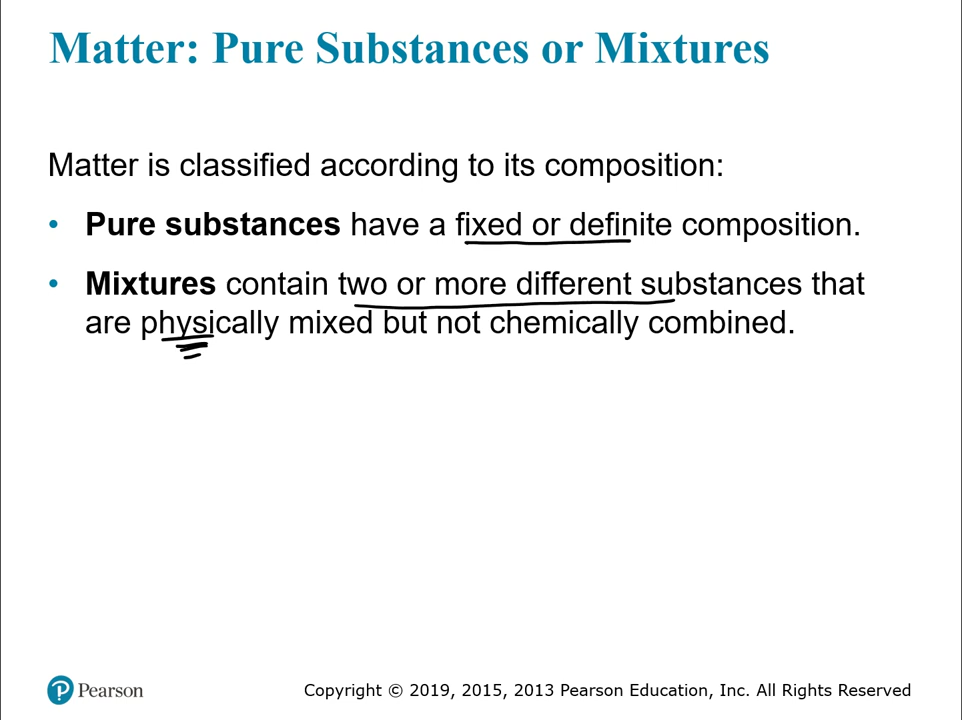 Matter: Pure Substances or Mixtures
Matter is classified according to its composition:
• Pure substances have a fixed or definite composition.
• Mixtures contain two or more different substances that
are physically mixed but not chemically combined.
Pearson
Copyright © 2019, 2015, 2013 Pearson Education, Inc. All Rights Reserved